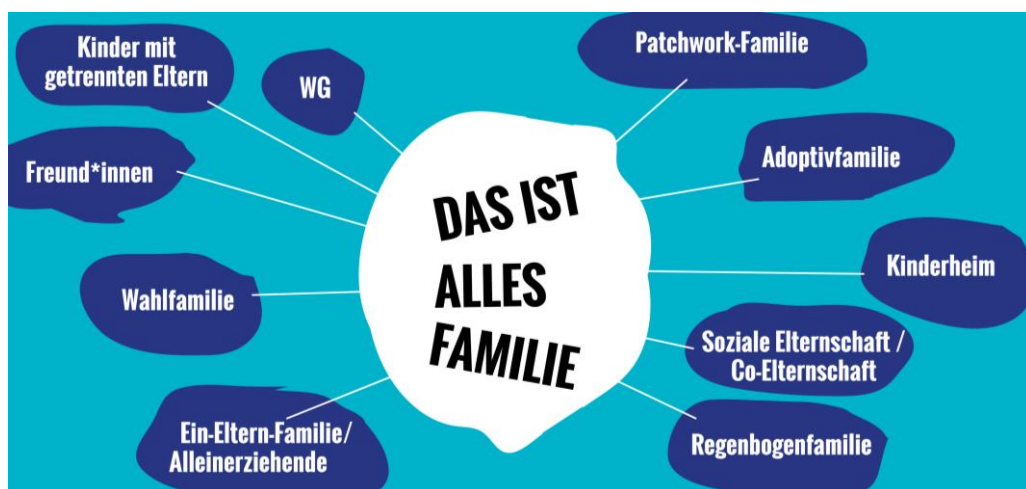 Kinder mit
getrennten Eltern
WG
Patchwork-Familie
Freund*innen
Adoptivfamilie
DAS IST
ALLES
FAMILIE
Wahlfamilie
Kinderheim
Soziale Elternschaft /
Co-Elternschaft
Ein-Eltern-Familie/
Alleinerziehende
Regenbogenfamilie